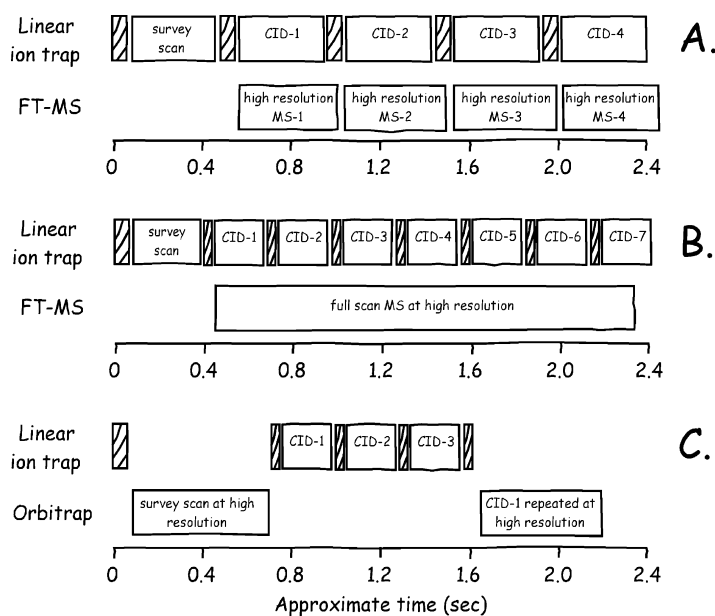 Linear
ion trap
survey
scan
CID-1
CID-2
CID-3
CID-4
A.
FT-MS
high resolution
MS-1
high resolution
MS-2
high resolution
MS-3
high resolution
MS-4
0 0.4 1.2 1.6 2.0 2.4
Linear
ion trap
survey
scan
CID-1
CID-2
CID-3
CID-4
CID-5
CID-6
CID-7
B.
FT-MS
full scan MS at high resolution
0 0.4 0.8 1.2 1.6 2.0 2.4
Linear
ion trap
CID-1
CID-2
CID-3
C.
Orbitrap
survey scan at high
resolution
CID-1 repeated at
high resolution
0 0.4 0.8 1.2 1.6 2.0 2.4
Approximate time (sec)